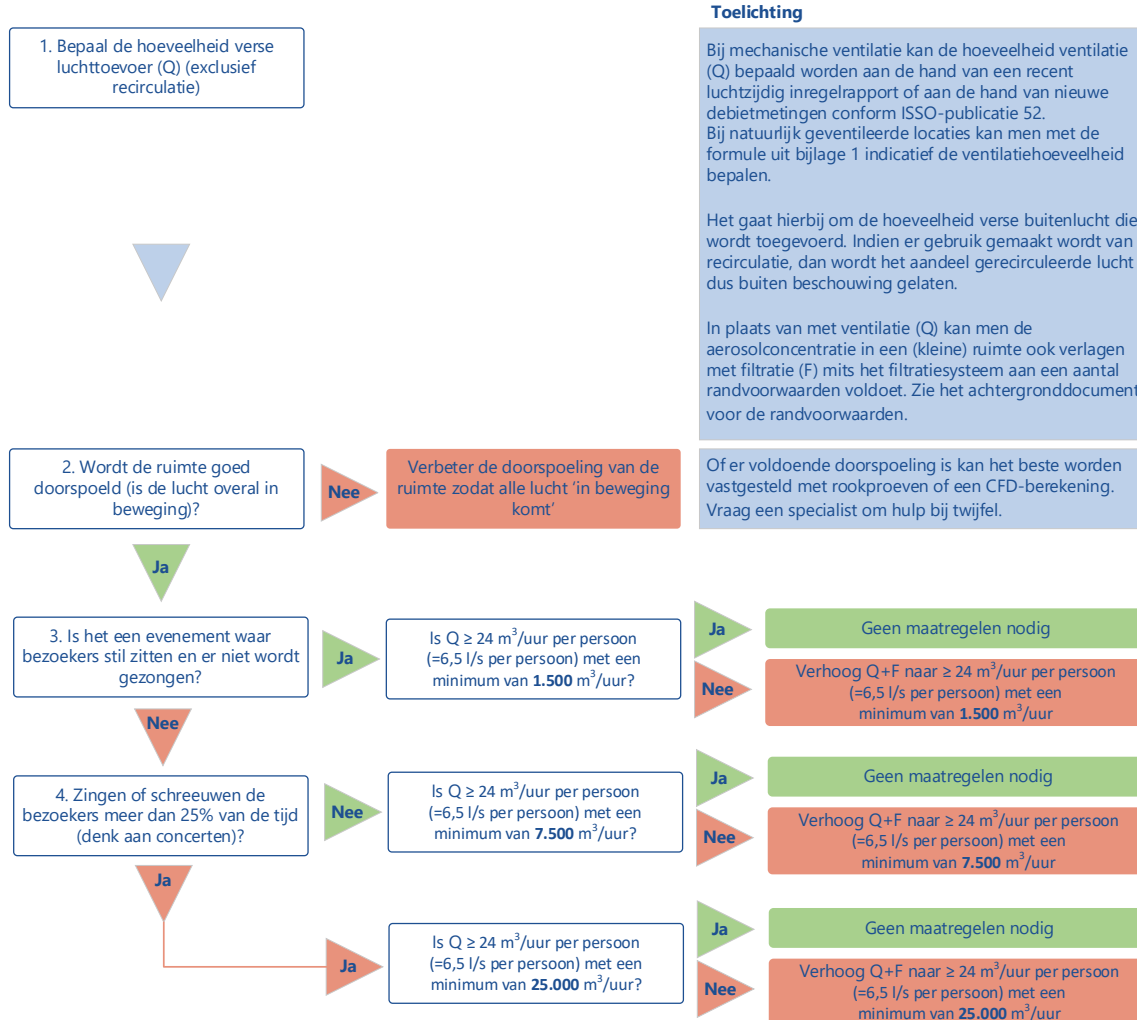 Toelichting
1. Bepaal de hoeveelheid verse
luchttoevoer (Q) (exclusief
recirculatie)
Bij mechanische ventilatie kan de hoeveelheid ventilatie
(Q) bepaald worden aan de hand van een recent
luchtzijdig inregelrapport of aan de hand van nieuwe
debietmetingen conform ISSO-publicatie 52.
Bij natuurlijk geventileerde locaties kan men met de
formule uit bijlage 1 indicatief de ventilatiehoeveelheid
bepalen.
Het gaat hierbij om de hoeveelheid verse buitenlucht die
wordt toegevoerd. Indien er gebruik gemaakt wordt van
recirculatie, dan wordt het aandeel gerecirculeerde lucht
dus buiten beschouwing gelaten.
In plaats van met ventilatie (Q) kan men de
aerosolconcentratie in een (kleine) ruimte ook verlagen
met filtratie (F) mits het filtratiesysteem aan een aantal
randvoorwaarden voldoet. Zie het achtergronddocument
voor de randvoorwaarden.
2. Wordt de ruimte goed
doorspoeld (is de lucht overal in
beweging)?
Nee
Verbeter de doorspoeling van de
ruimte zodat alle lucht ‘in beweging
komt’
Of er voldoende doorspoeling is kan het beste worden
vastgesteld met rookproeven of een CFD-berekening.
Vraag een specialist om hulp bij twijfel.
Ja
3. Is het een evenement waar
bezoekers stil zitten en er niet wordt
gezongen?
Ja
Is Q ≥ 24 m³/uur per persoon
(=6,5 l/s per persoon) met een
minimum van 1.500 m³/uur?
Ja
Geen maatregelen nodig
Nee
Verhoog Q+F naar ≥ 24 m³/uur per persoon
(=6,5 l/s per persoon) met een
minimum van 1.500 m³/uur
Nee
4. Zingen of schreeuwen de
bezoekers meer dan 25% van de tijd
(denk aan concerten)?
Nee
Is Q ≥ 24 m³/uur per persoon
(=6,5 l/s per persoon) met een
minimum van 7.500 m³/uur?
Ja
Geen maatregelen nodig
Nee
Verhoog Q+F naar ≥ 24 m³/uur per persoon
(=6,5 l/s per persoon) met een
minimum van 7.500 m³/uur
Ja
Ja
Is Q ≥ 24 m³/uur per persoon
(=6,5 l/s per persoon) met een
minimum van 25.000 m³/uur?
Ja
Geen maatregelen nodig
Nee
Verhoog Q+F naar ≥ 24 m³/uur per persoon
(=6,5 l/s per persoon) met een
minimum van 25.000 m³/uur